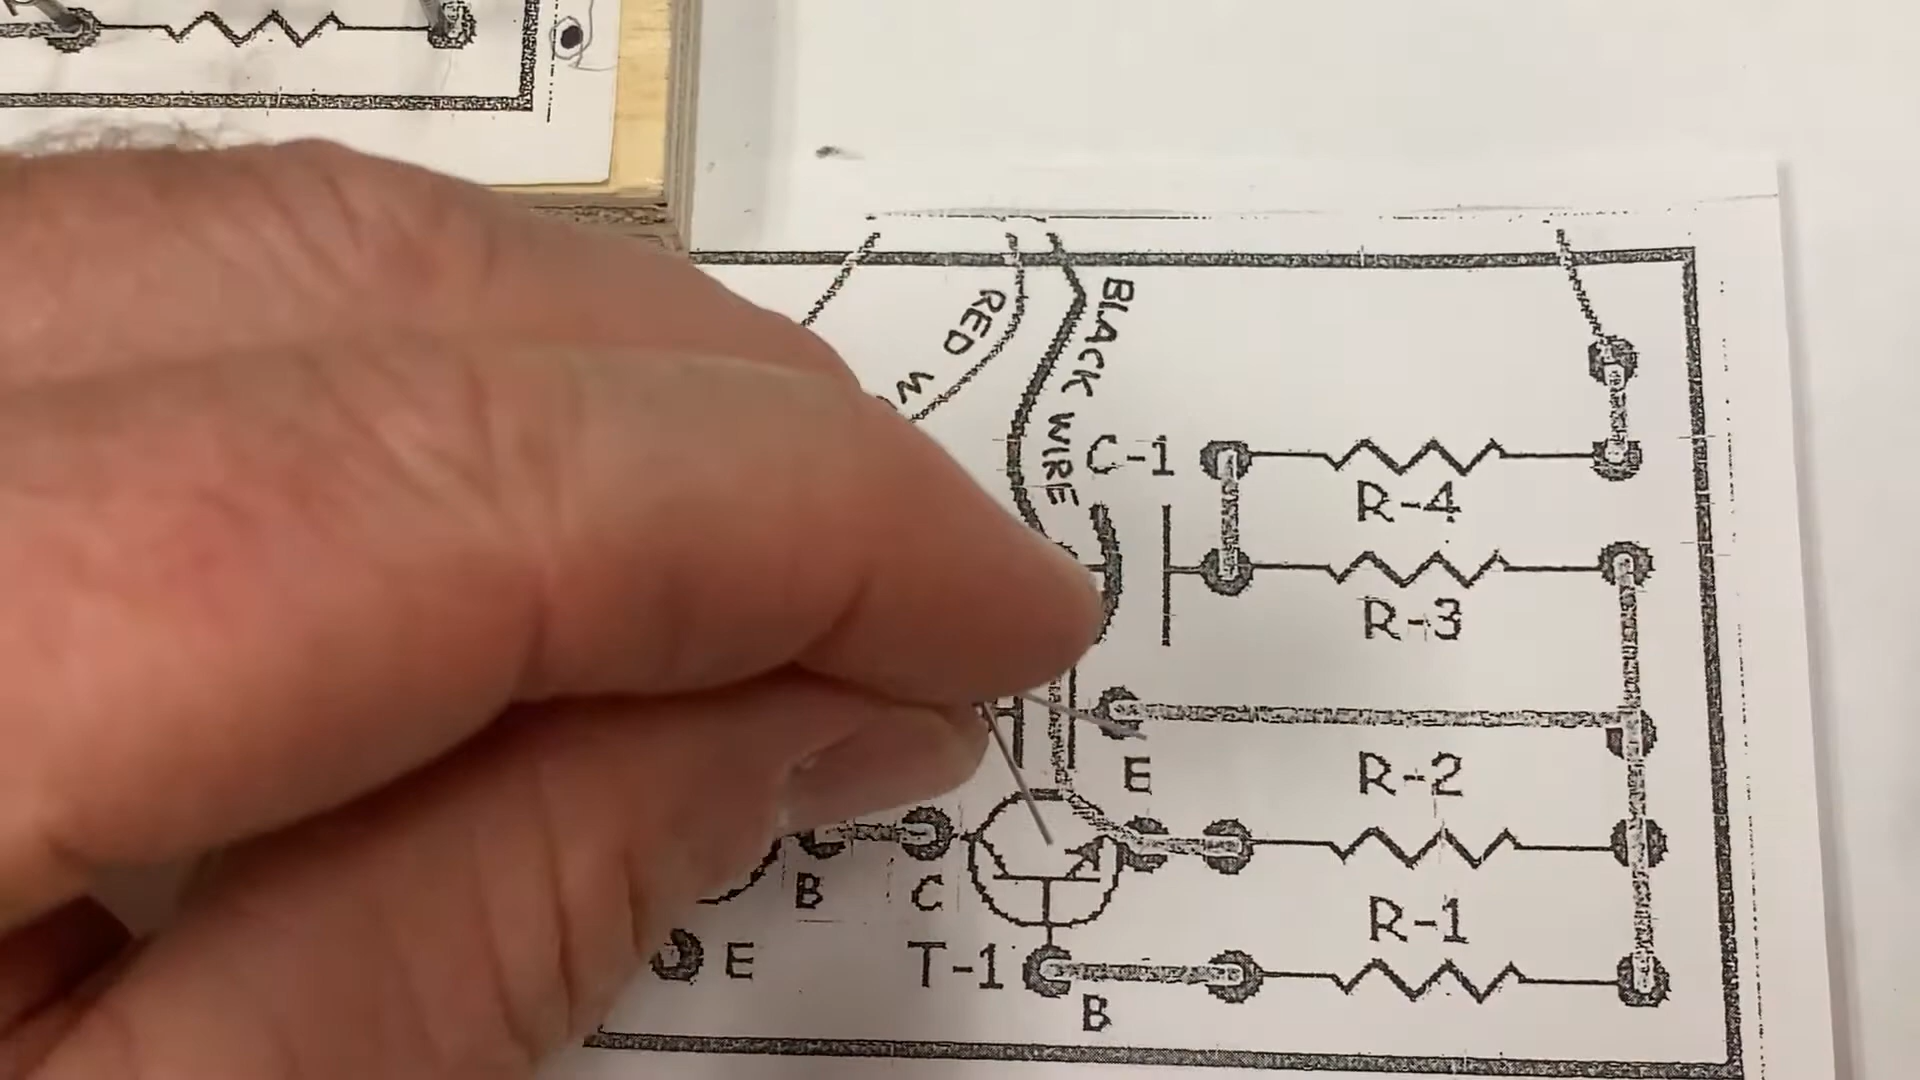 RED W
BLACK WIRE
C-1
R-4
R-3
E
R-2
B
C
R-1
E
T-1
B